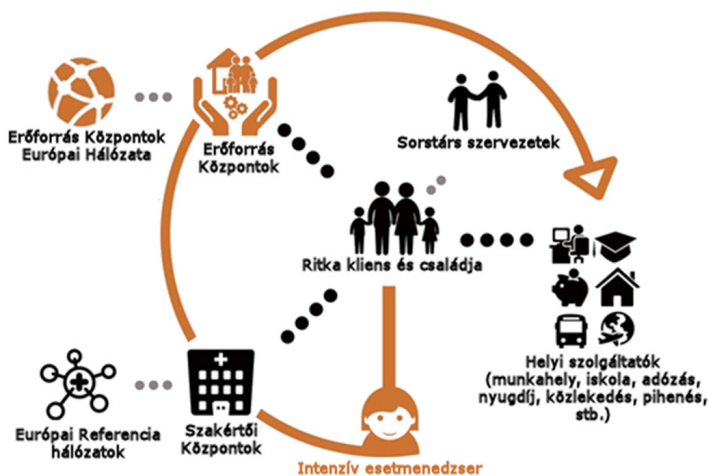 Erőforrás Központok
Európai Hálózata
Erőforrás
Központok
Sorstárs szervezetek
Ritka kliens és családja
Helyi szolgáltatók
(munkahely, iskola, adózás,
nyugdíj, közlekedés, pihenés,
stb.)
Európai Referencia
hálózatok
Szakértői
Központok
Intenzív esetmenedzser